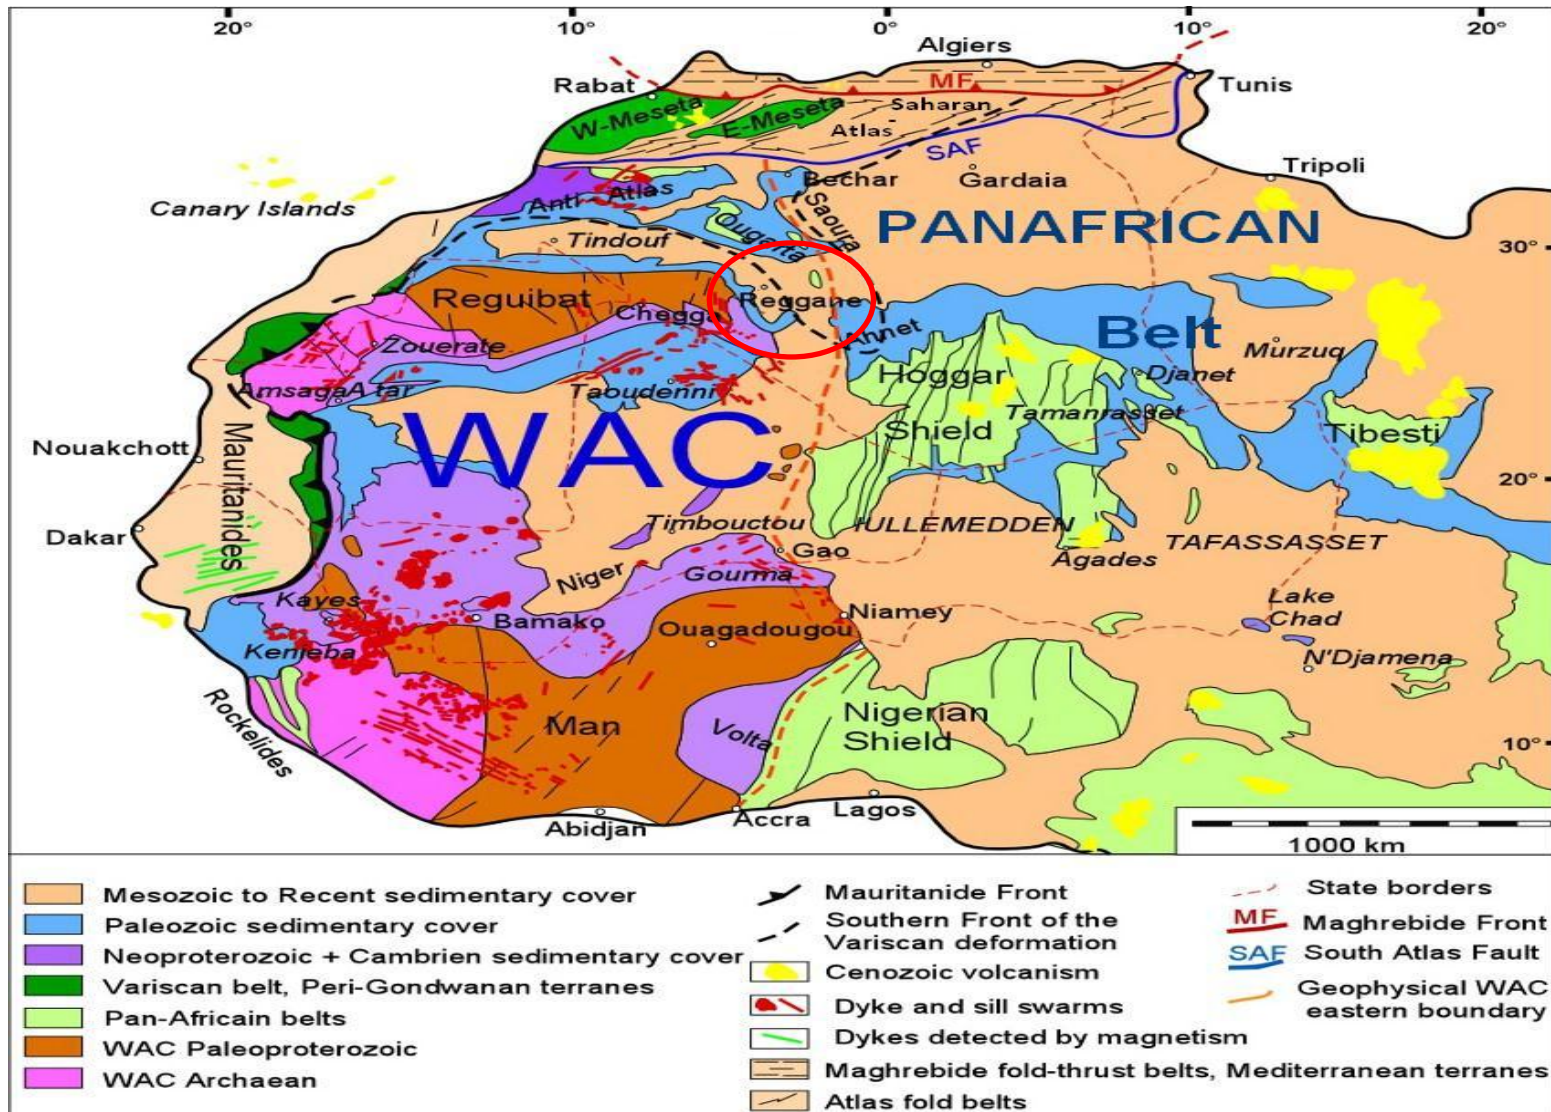 20°
10°
0°
10°
20°
Algiers
Rabat
MF
Tunis
W-Meseta
E-Meseta
Saharan
Atlas
SAF
Tripoli
Bechar
Gardaia
Canary Islands
Anti - Atlas
Saoura
Ougarta
PANAFRICAN
Tindouf
30°
Reguibat
Reggane
Chegga
Belt
Ahnet
Zouerate
Murzuq
Hoggar
Djanet
Amsaga
Atar
Taoudenni
Tamanrasset
WAC
Shield
Tibesti
Nouakchott
Mauritanides
20°
Dakar
Timbouctou
IULLEMEDDEN
TAFASSASSET
Gao
Agades
Niger
Gourma
Kayes
Lake
Chad
Bamako
Niamey
Ouagadougou
Kenieba
N'Djamena
Rockelides
Man
Volta
Nigerian
Shield
10°
Abidjan
Accra
Lagos
1000 km
Mesozoic to Recent sedimentary cover
Paleozoic sedimentary cover
Neoproterozoic + Cambrien sedimentary cover
Variscan belt, Peri-Gondwanan terranes
Pan-Africain belts
WAC Paleoproterozoic
WAC Archaean
Mauritanide Front
Southern Front of the
Variscan deformation
Cenozoic volcanism
Dyke and sill swarms
Dykes detected by magnetism
Maghrebide fold-thrust belts, Mediterranean terranes
Atlas fold belts
State borders
MF Maghrebide Front
SAF South Atlas Fault
Geophysical WAC
eastern boundary